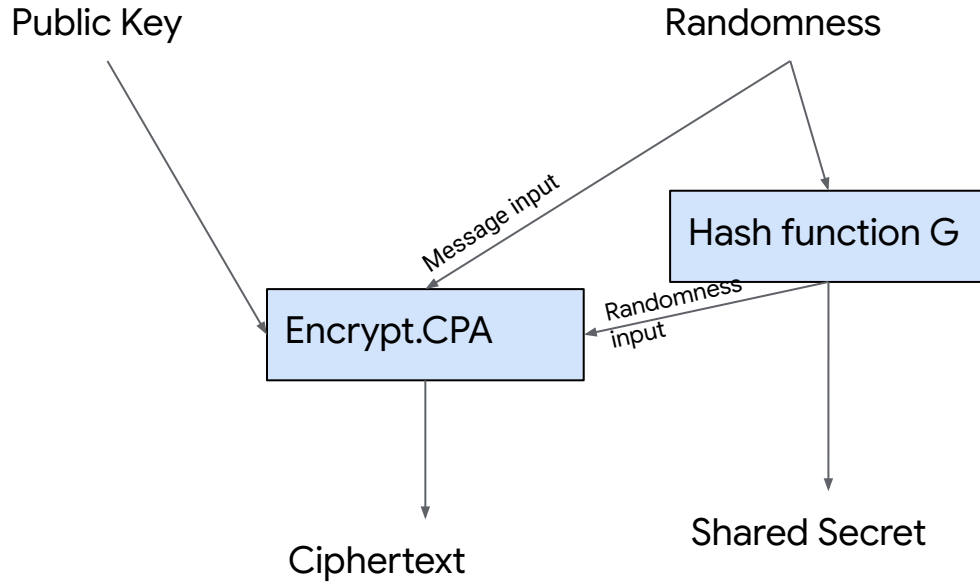 Public Key
Randomness
Message input
Hash function G
Randomness
input
Encrypt.CPA
Shared Secret
Ciphertext